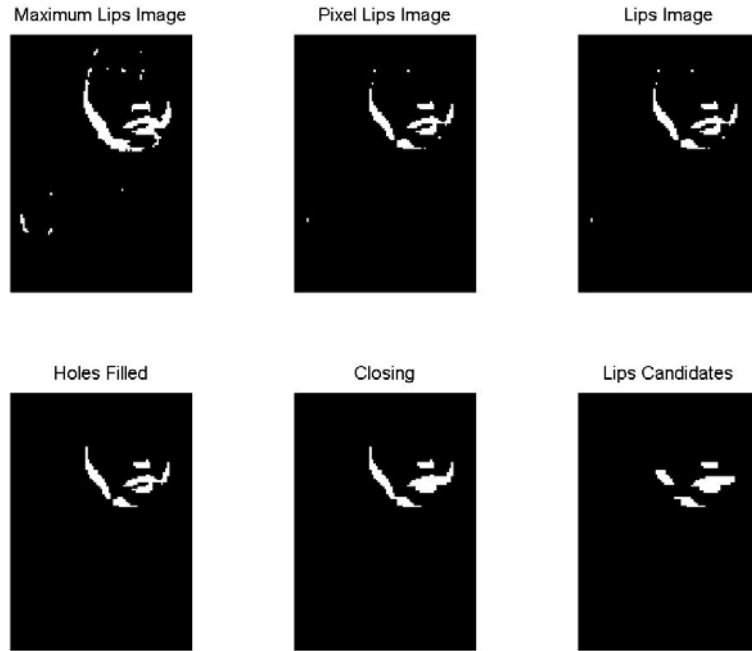 Maximum Lips Image
Pixel Lips Image
Lips Image
Holes Filled
Closing
Lips Candidates